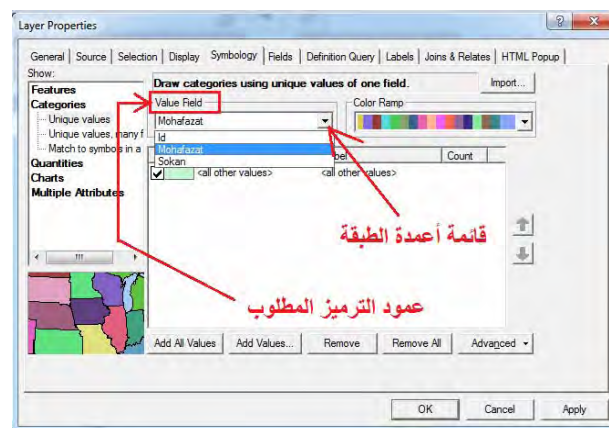 Layer Properties
General | Source | Selection | Display | Symbology | Fields | Definition Query | Labels | Joins & Relates | HTML Popup
Show:
Features
Categories
Unique values
Unique values, many f
Match to symbols in a
Quantities
Charts
Multiple Attributes
Draw categories using unique values of one field.
Import...
Value Field
Color Ramp
Mohafazat
Id
Mohafazat
Sokan
Count
<all other values> <all other values>
قائمة أعمدة الطبقة
عمود الترميز المطلوب
Add All Values Add Values... Remove Remove All Advanced
OK Cancel Apply